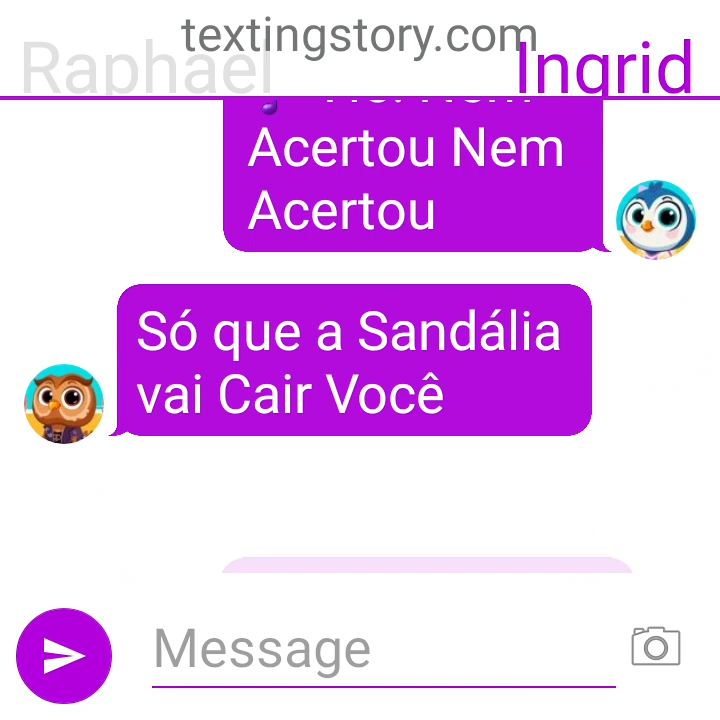 textingstory.com
Raphael Ingrid
Acertou Nem
Acertou
Só que a Sandália
vai Cair Você
Message